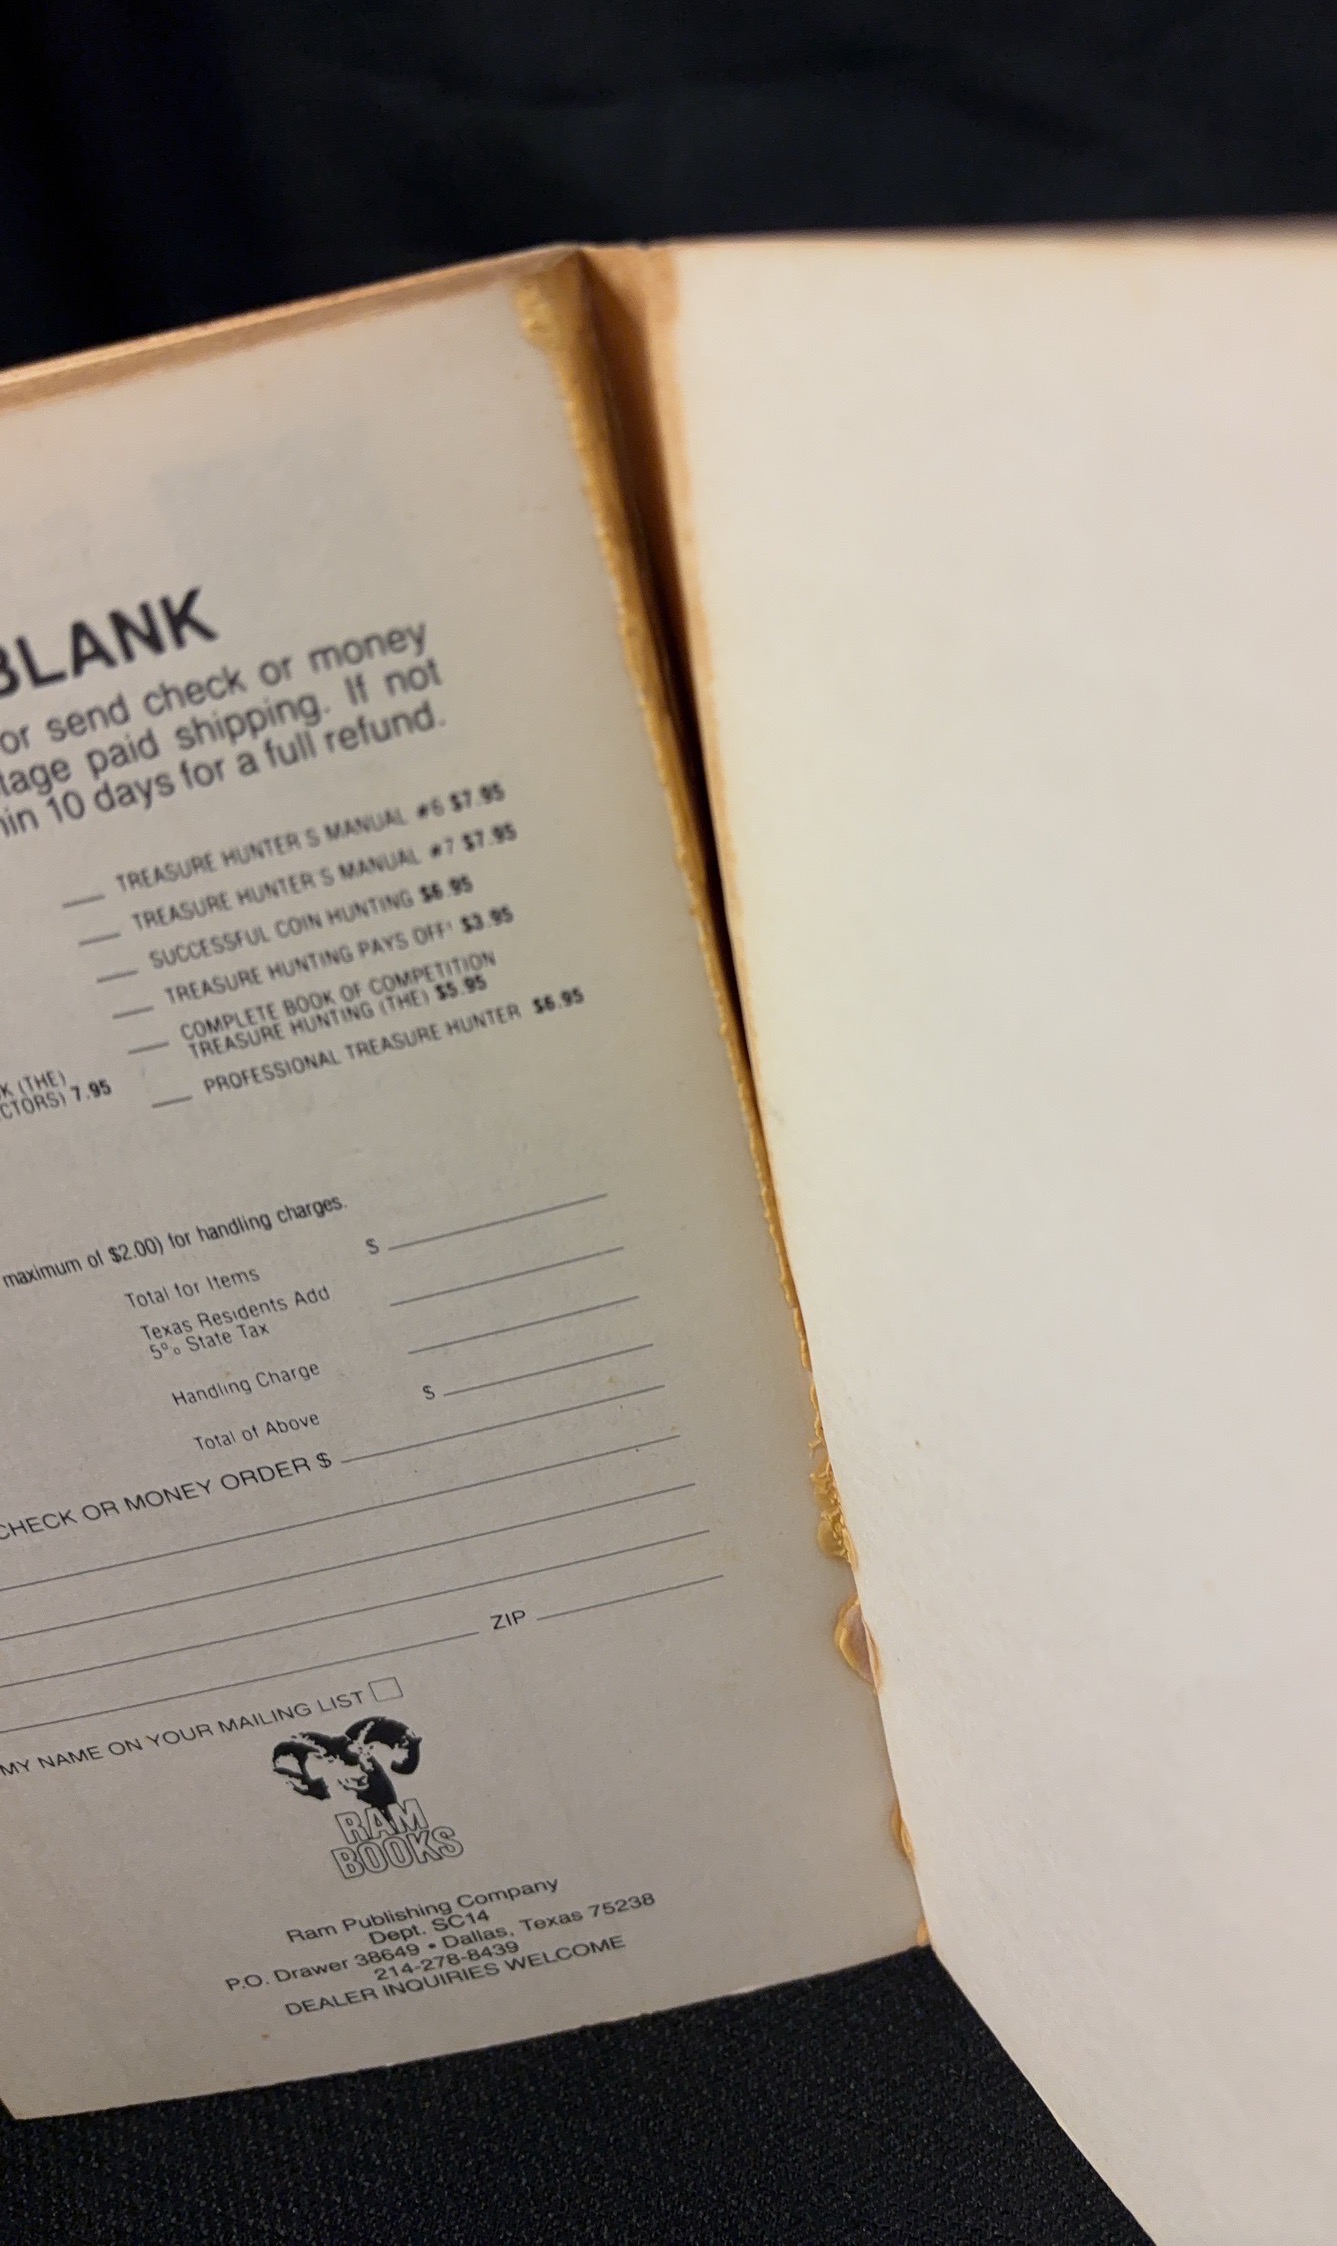 BLANK
or send check or money
tage paid shipping. If not
in 10 days for a full refund.
TREASURE HUNTER S MANUAL #6 $7.95
TREASURE HUNTER'S MANUAL #7 $7.95
SUCCESSFUL COIN HUNTING $6.95
TREASURE HUNTING PAYS OFF! $3.95
COMPLETE BOOK OF COMPETITION
TREASURE HUNTING (THE) $5.95
PROFESSIONAL TREASURE HUNTER $6.95
K (THE)
CTORS) 7.95
maximum of $2.00) for handling charges.
Total for Items $
Texas Residents Add
5% State Tax
Handling Charge
Total of Above $
CHECK OR MONEY ORDER $
ZIP
MY NAME ON YOUR MAILING LIST
RAM
BOOKS
Ram Publishing Company
Dept. SC14
P.O. Drawer 38649 • Dallas, Texas 75238
214-278-8439
DEALER INQUIRIES WELCOME